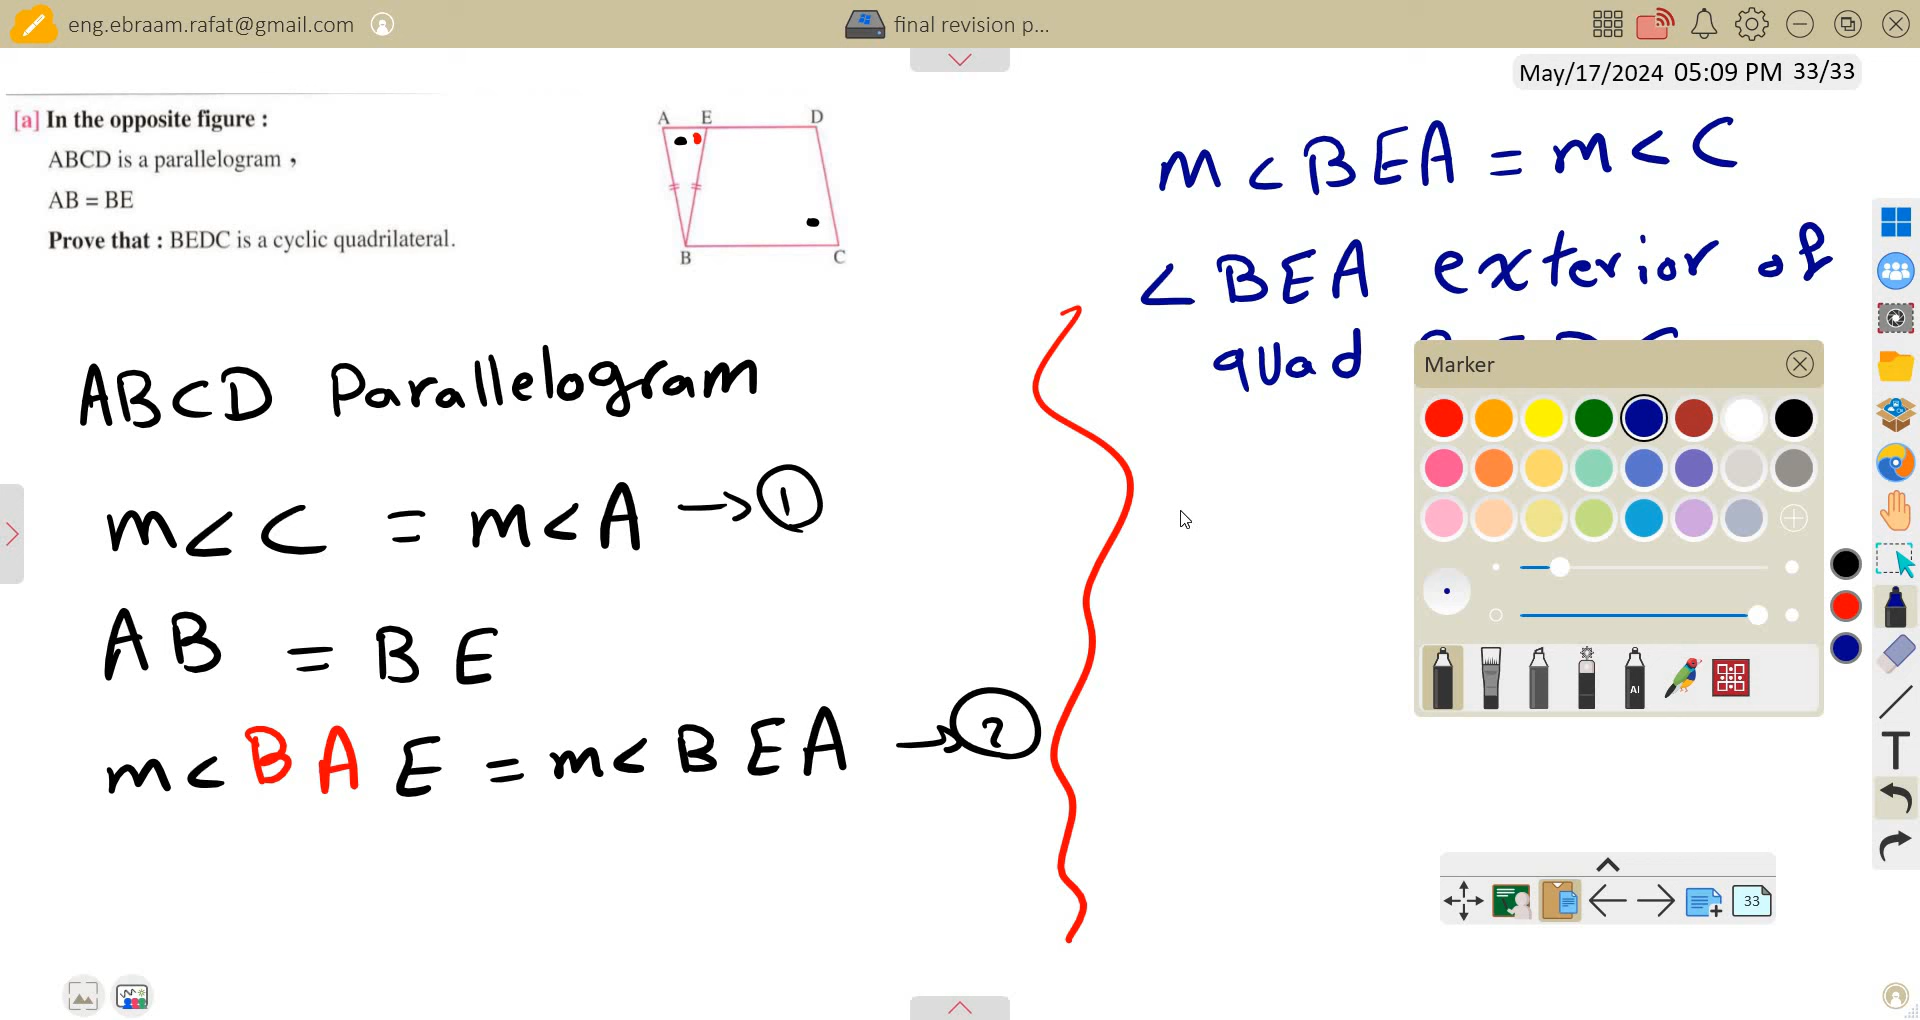 eng.ebraam.rafat@gmail.com
final revision p...
May/17/2024 05:09 PM 33/33
[a] In the opposite figure :
ABCD is a parallelogram ,
AB = BE
Prove that : BEDC is a cyclic quadrilateral.
A E D
B C
ABCD Parallelogram
m< C = m<A → ①
AB = BE
m< BAE = m< BEA → ②
m<BEA = m<C
<BEA exterior of
quad
Marker
AI
T
33